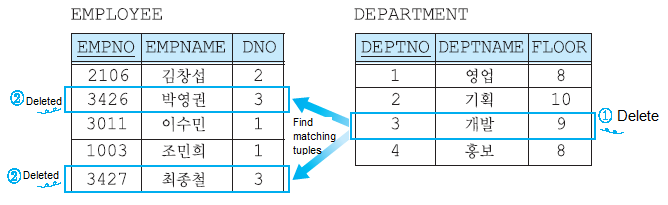 EMPLOYEE
EMPNO EMPNAME DNO
2106 김창섭 2
② Deleted 3426 박영권 3
3011 이수민 1
1003 조민희 1
② Deleted 3427 최종철 3
Find
matching
tuples
DEPARTMENT
DEPTNO DEPTNAME FLOOR
1 영업 8
2 기획 10
3 개발 9 ① Delete
4 홍보 8